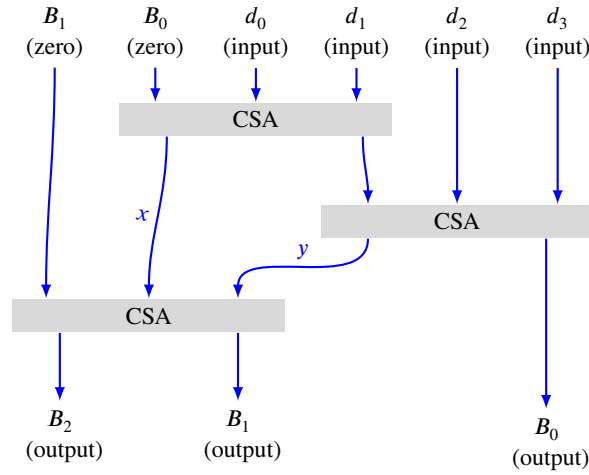 B₁ B₀ d₀ d₁ d₂ d₃
(zero) (zero) (input) (input) (input) (input)
CSA
x
CSA
y
CSA
B₂ B₁ B₀
(output) (output) (output)